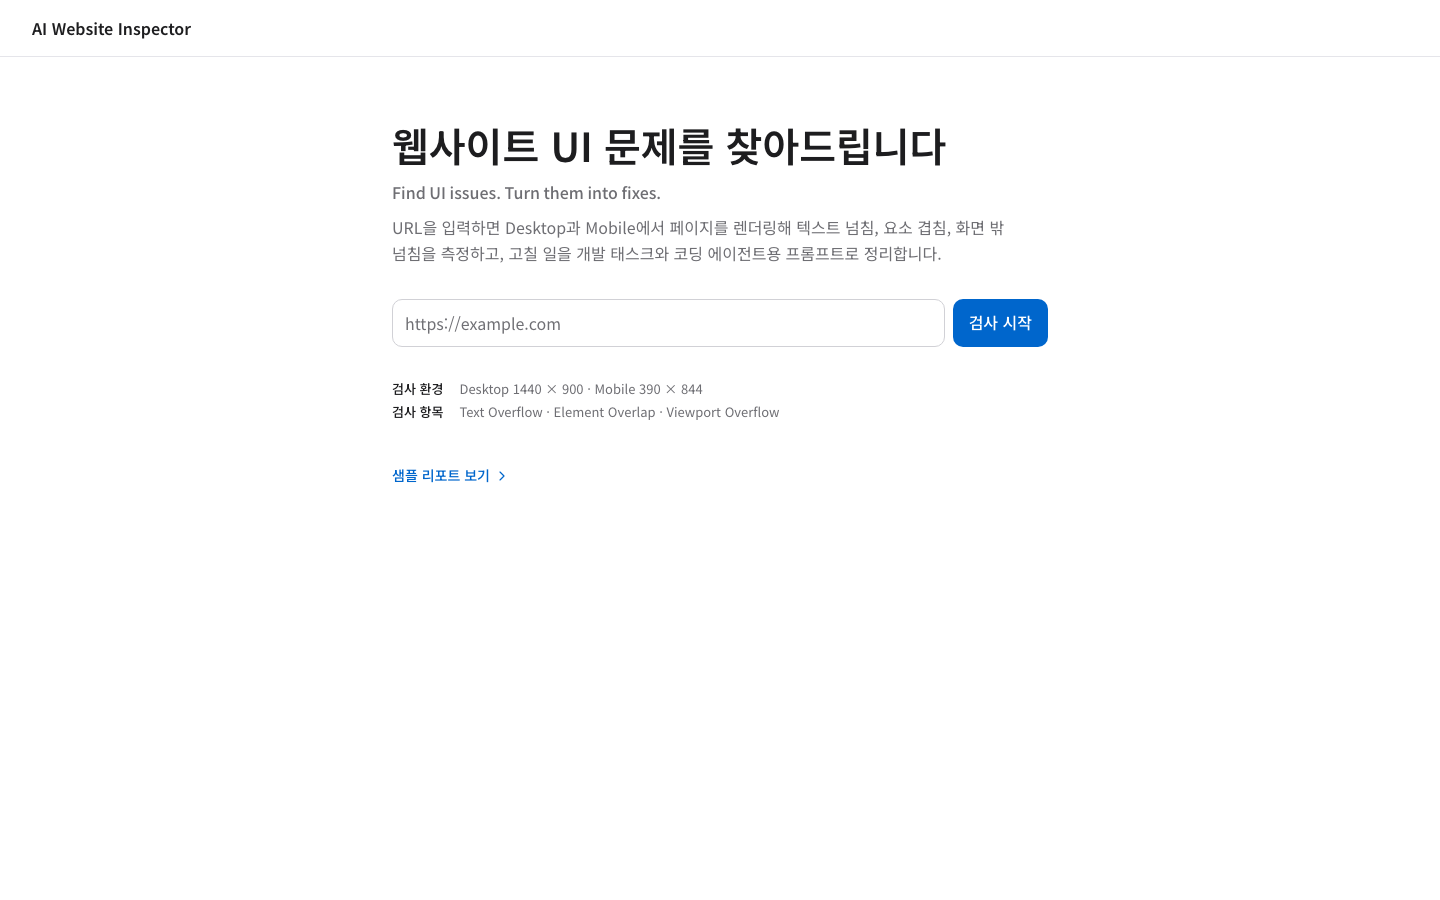 AI Website Inspector
웹사이트 UI 문제를 찾아드립니다
Find UI issues. Turn them into fixes.
URL을 입력하면 Desktop과 Mobile에서 페이지를 렌더링해 텍스트 넘침, 요소 겹침, 화면 밖
넘침을 측정하고, 고칠 일을 개발 태스크와 코딩 에이전트용 프롬프트로 정리합니다.
https://example.com
검사 시작
검사 환경 Desktop 1440 × 900 · Mobile 390 × 844
검사 항목 Text Overflow · Element Overlap · Viewport Overflow
샘플 리포트 보기 >